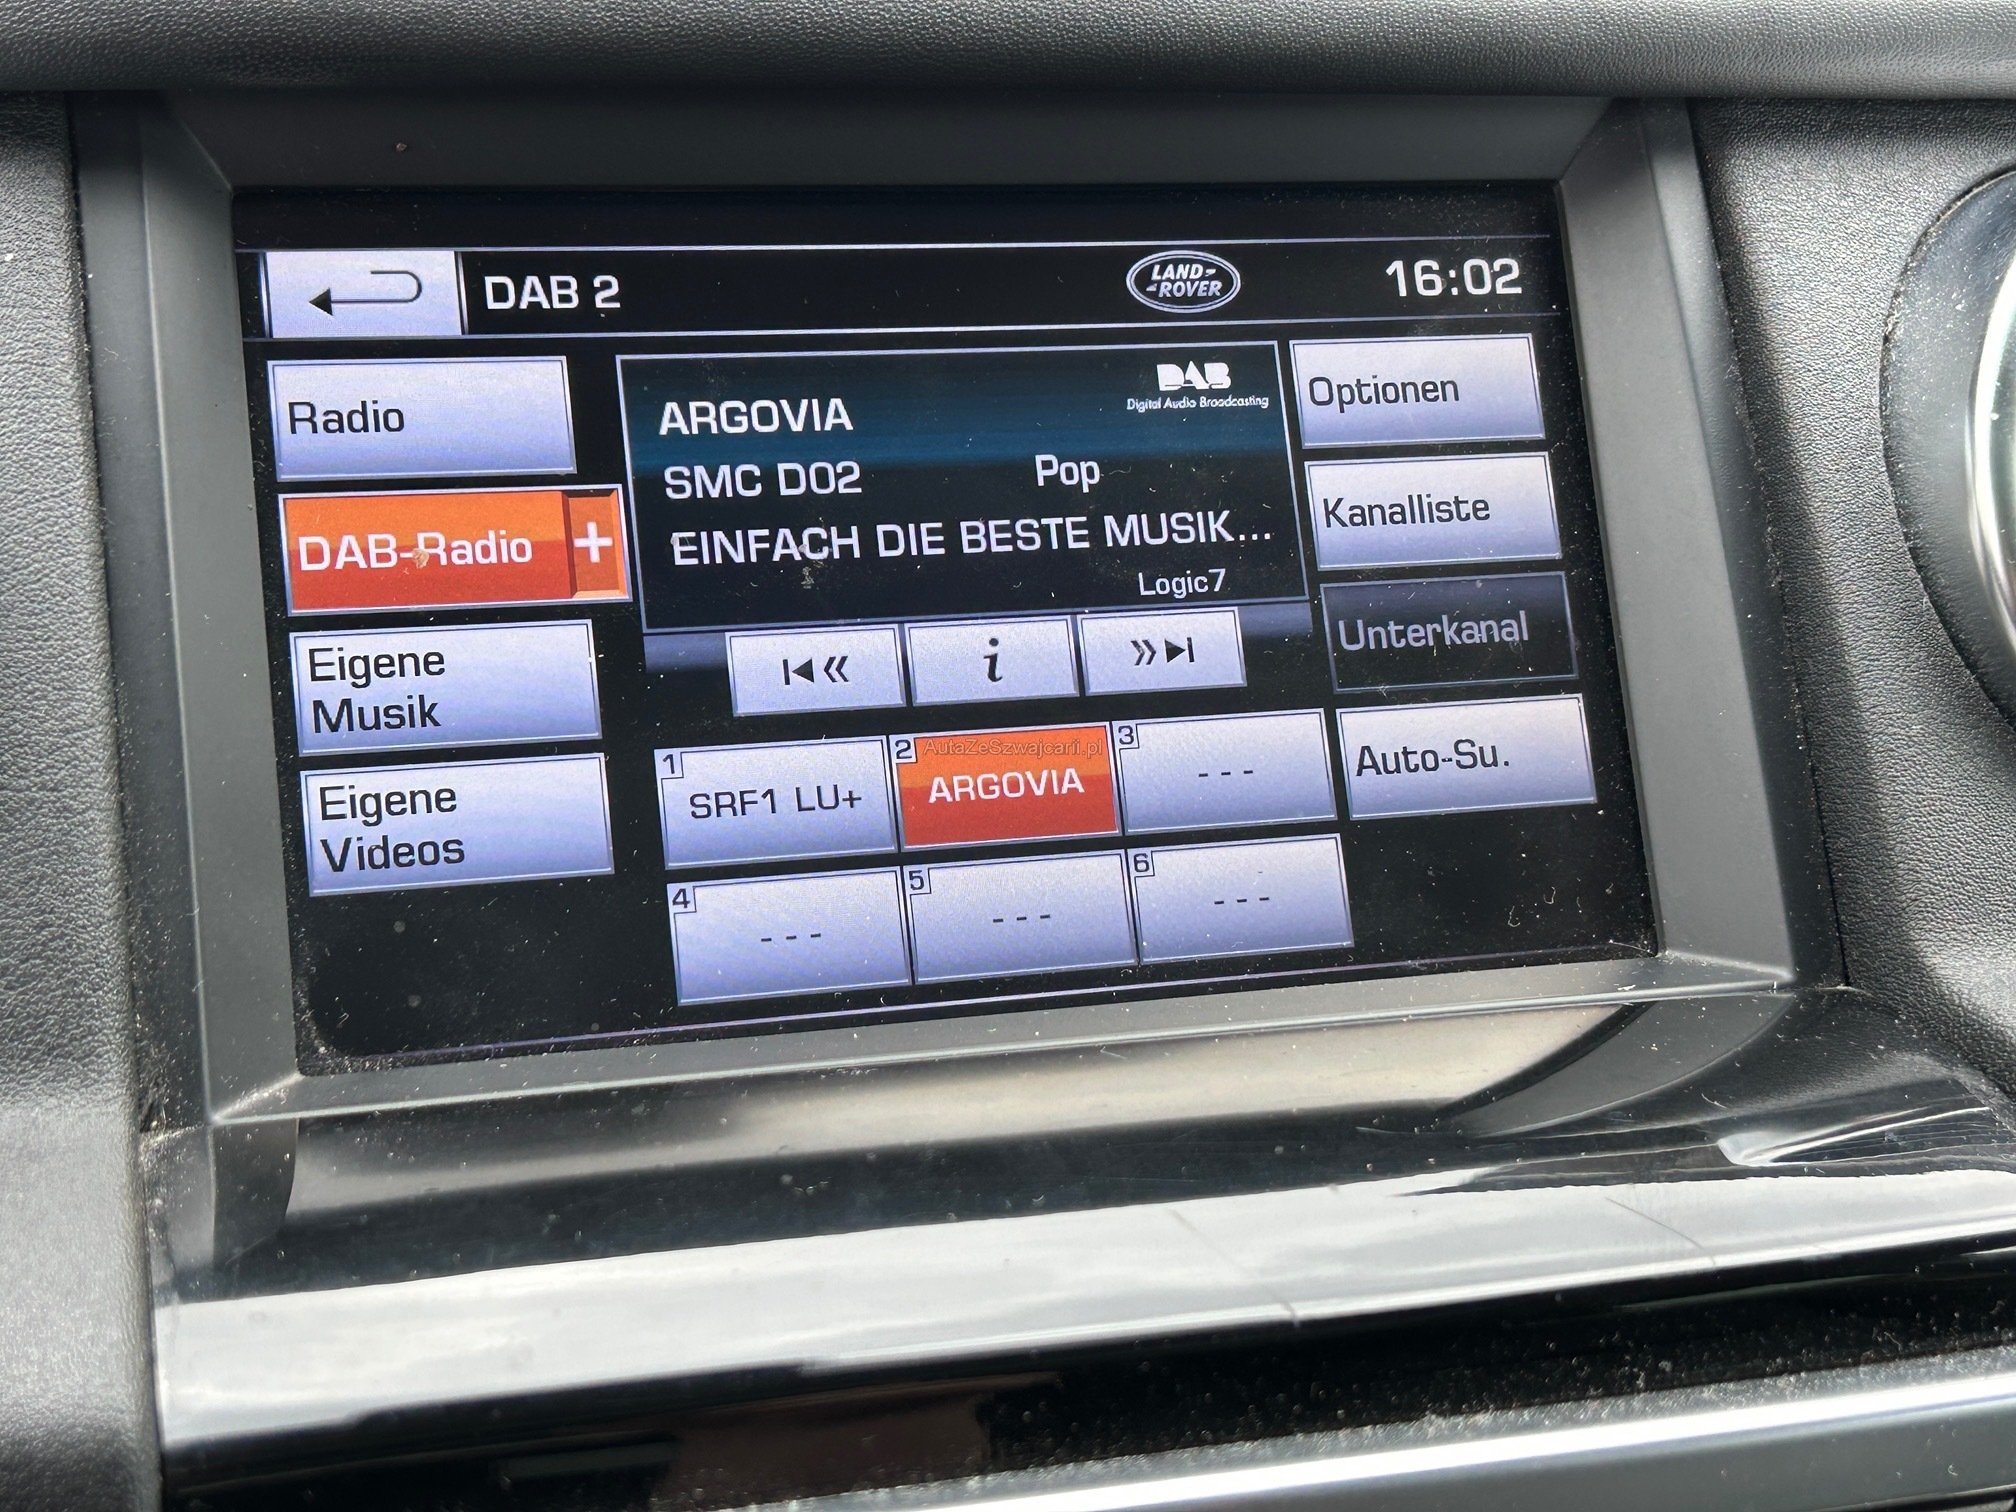 DAB 2
LAND-
-ROVER
16:02
Radio
DAB-Radio +
Eigene
Musik
Eigene
Videos
ARGOVIA
DAB
Digital Audio Broadcasting
SMC D02 Pop
EINFACH DIE BESTE MUSIK...
Logic7
i
Optionen
Kanalliste
Unterkanal
Auto-Su.
1
SRF1 LU+
2
AutaZeSzwajcarii.pl
ARGOVIA
3
---
4
---
5
---
6
---